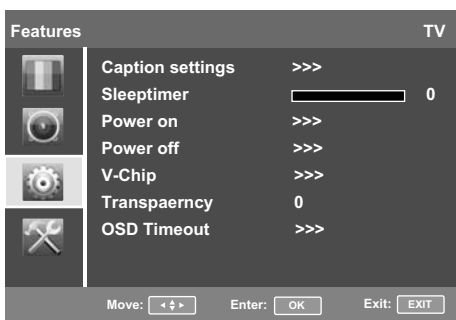 Features TV
Caption settings >>>
Sleeptimer 0
Power on >>>
Power off >>>
V-Chip >>>
Transpaerncy 0
OSD Timeout >>>
Move: Enter: OK Exit: EXIT